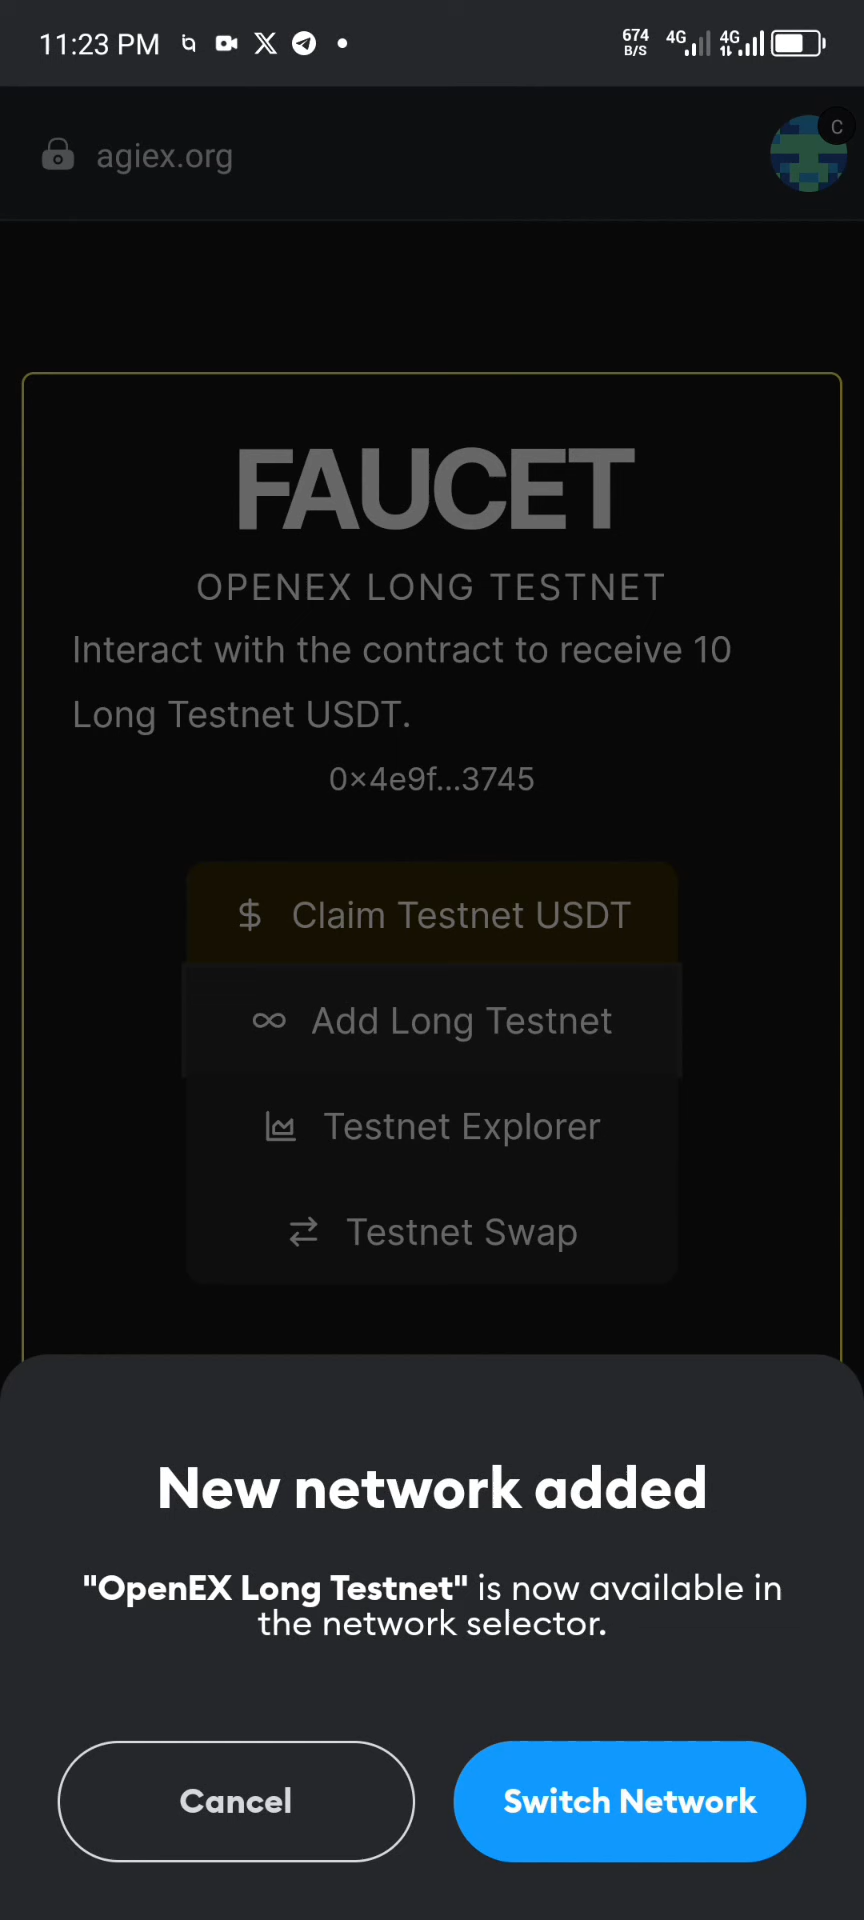 11:23 PM
674 B/S 4G 4G
agiex.org
C
FAUCET
OPENEX LONG TESTNET
Interact with the contract to receive 10
Long Testnet USDT.
0×4e9f...3745
$ Claim Testnet USDT
Add Long Testnet
Testnet Explorer
Testnet Swap
New network added
"OpenEX Long Testnet" is now available in
the network selector.
Cancel
Switch Network